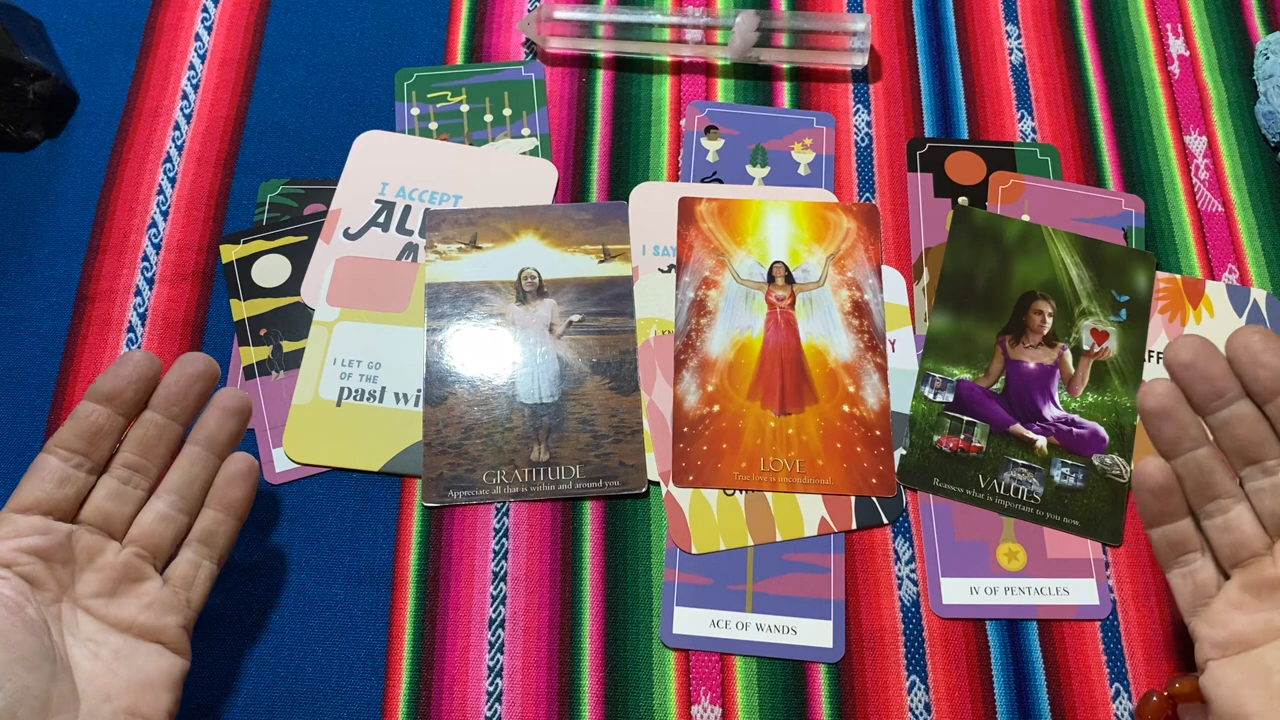 I ACCEPT
I LET GO
OF THE
past wi
GRATITUDE
Appreciate all that is within and around you.
I SAY
LOVE
True love is unconditional.
VALUES
Reassess what is important to you now.
IV OF PENTACLES
ACE OF WANDS